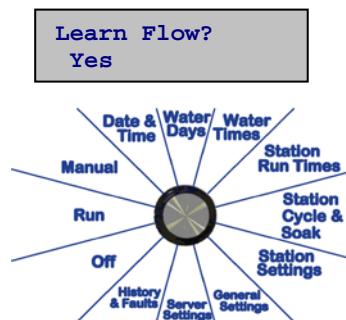 Learn Flow?
Yes
Date &
Time
Water
Days
Water
Times
Station
Run Times
Station
Cycle &
Soak
Station
Settings
General
Settings
Server
Settings
History
& Faults
Off
Run
Manual